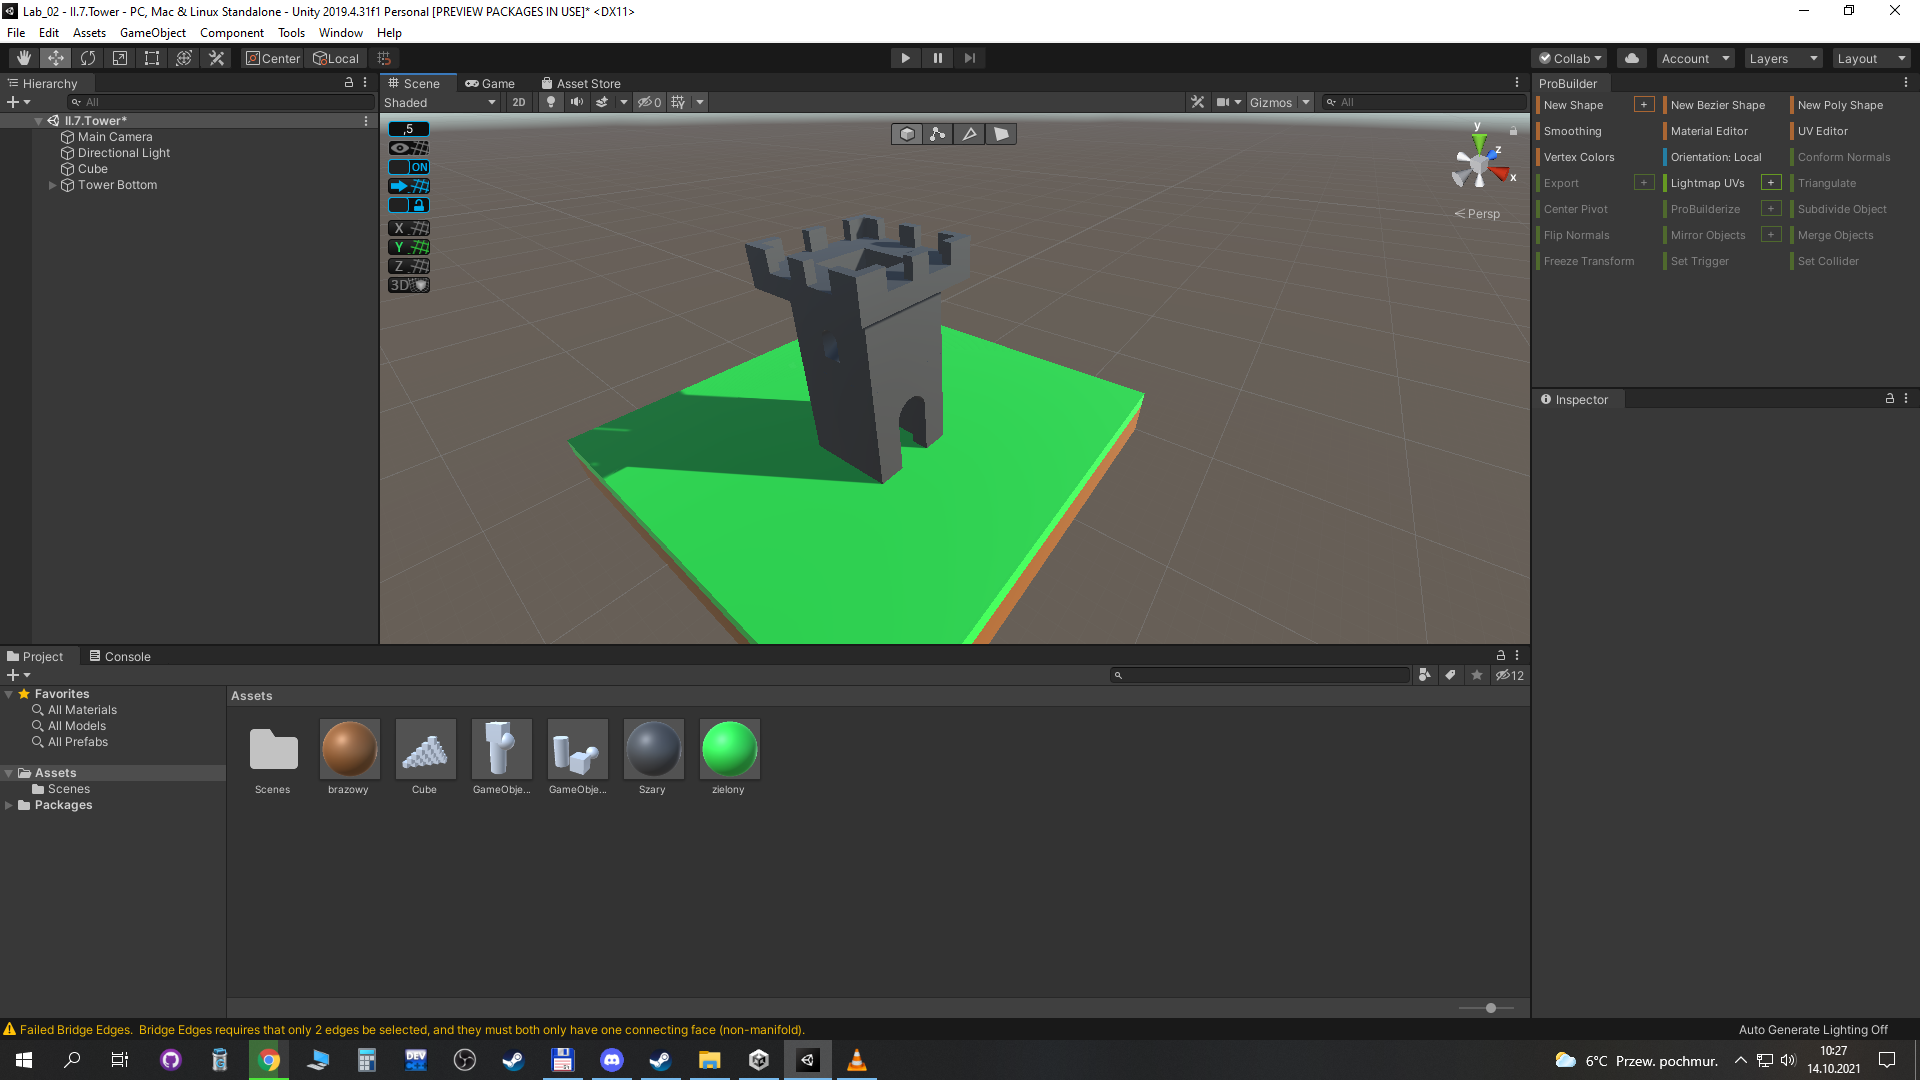 Lab_02 - II.7.Tower - PC, Mac & Linux Standalone - Unity 2019.4.31f1 Personal [PREVIEW PACKAGES IN USE]* <DX11>
File Edit Assets GameObject Component Tools Window Help
Center Local Collab Account Layers Layout
Hierarchy Scene Game Asset Store ProBuilder
All Shaded 2D 0 Gizmos All
II.7.Tower*
Main Camera
Directional Light
Cube
Tower Bottom
,5
ON
X
Y
Z
3D
y
z
x
Persp
New Shape + New Bezier Shape New Poly Shape
Smoothing Material Editor UV Editor
Vertex Colors Orientation: Local Conform Normals
Export + Lightmap UVs + Triangulate
Center Pivot ProBuilderize + Subdivide Object
Flip Normals Mirror Objects + Merge Objects
Freeze Transform Set Trigger Set Collider
Inspector
Project Console
12
Favorites
All Materials
All Models
All Prefabs
Assets
Scenes
Packages
Assets
Scenes brazowy Cube GameObje... GameObje... Szary zielony
Failed Bridge Edges. Bridge Edges requires that only 2 edges be selected, and they must both only have one connecting face (non-manifold).
Auto Generate Lighting Off
DEV
6°C Przew. pochmur.
10:27
14.10.2021